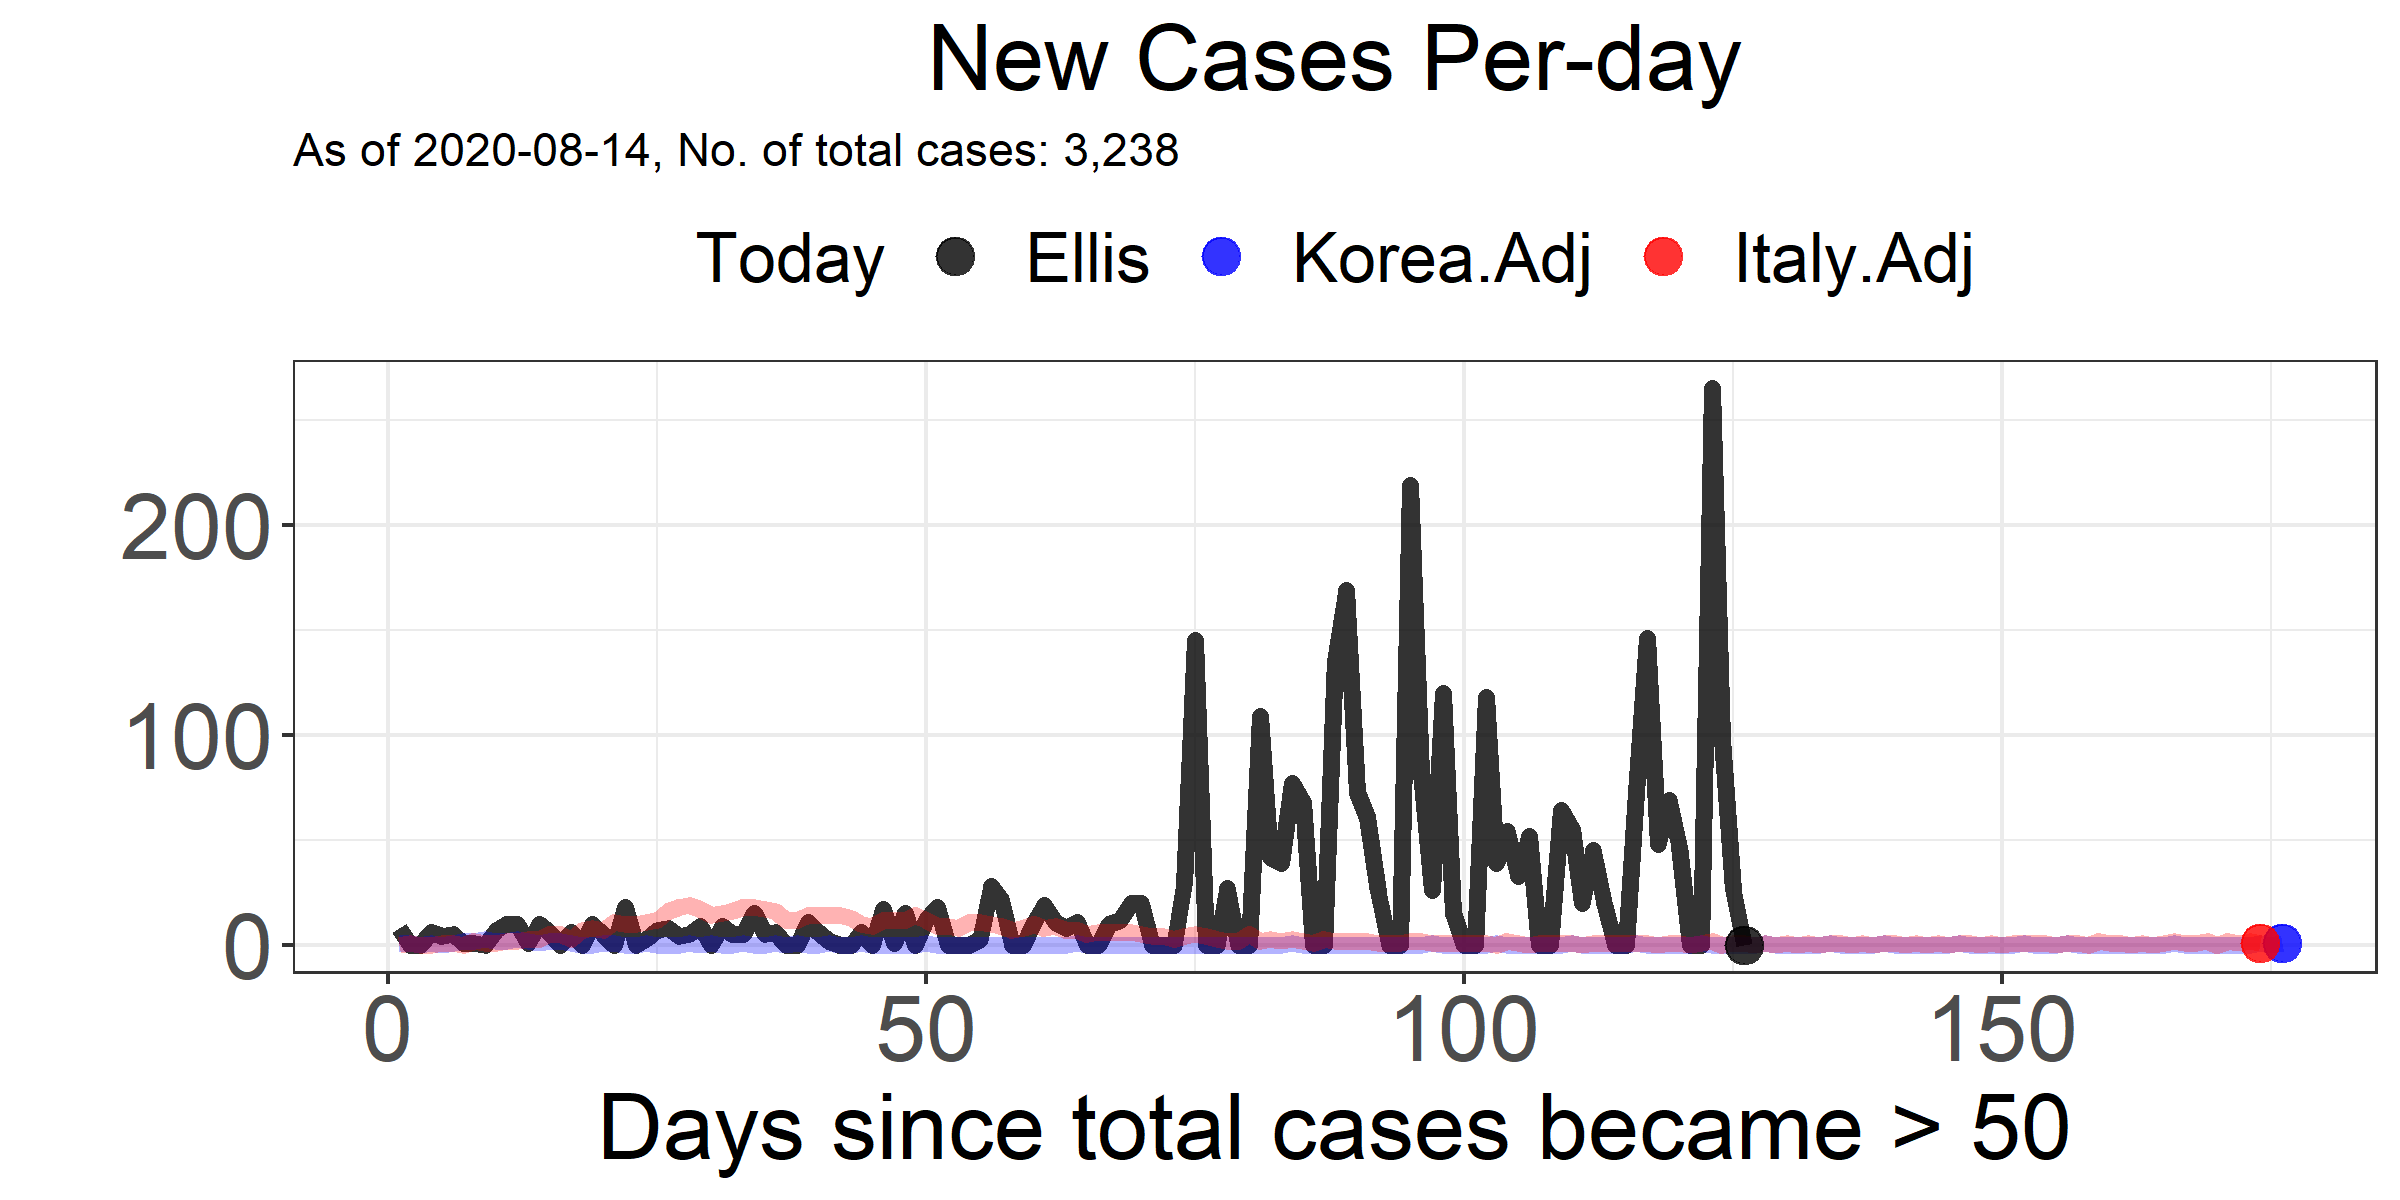 New Cases Per-day
As of 2020-08-14, No. of total cases: 3,238
Today Ellis Korea.Adj Italy.Adj
200
100
0
0 50 100 150
Days since total cases became > 50